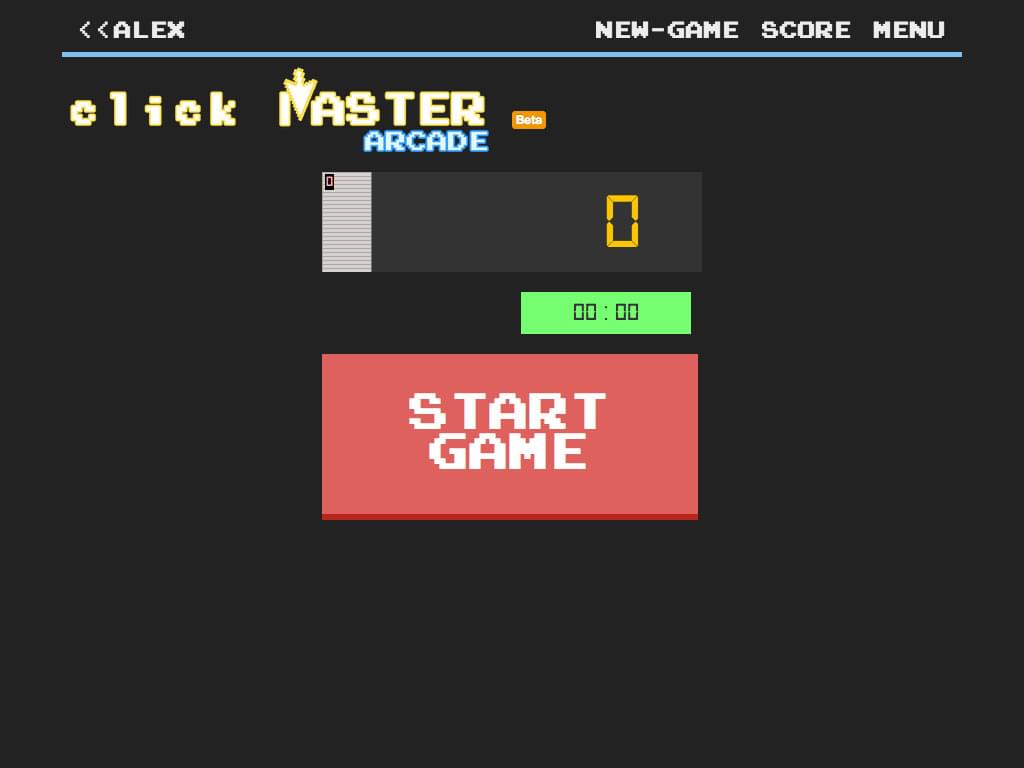 <<ALEX NEW-GAME SCORE MENU
click MASTER
ARCADE
Beta
0
0
00:00
START
GAME